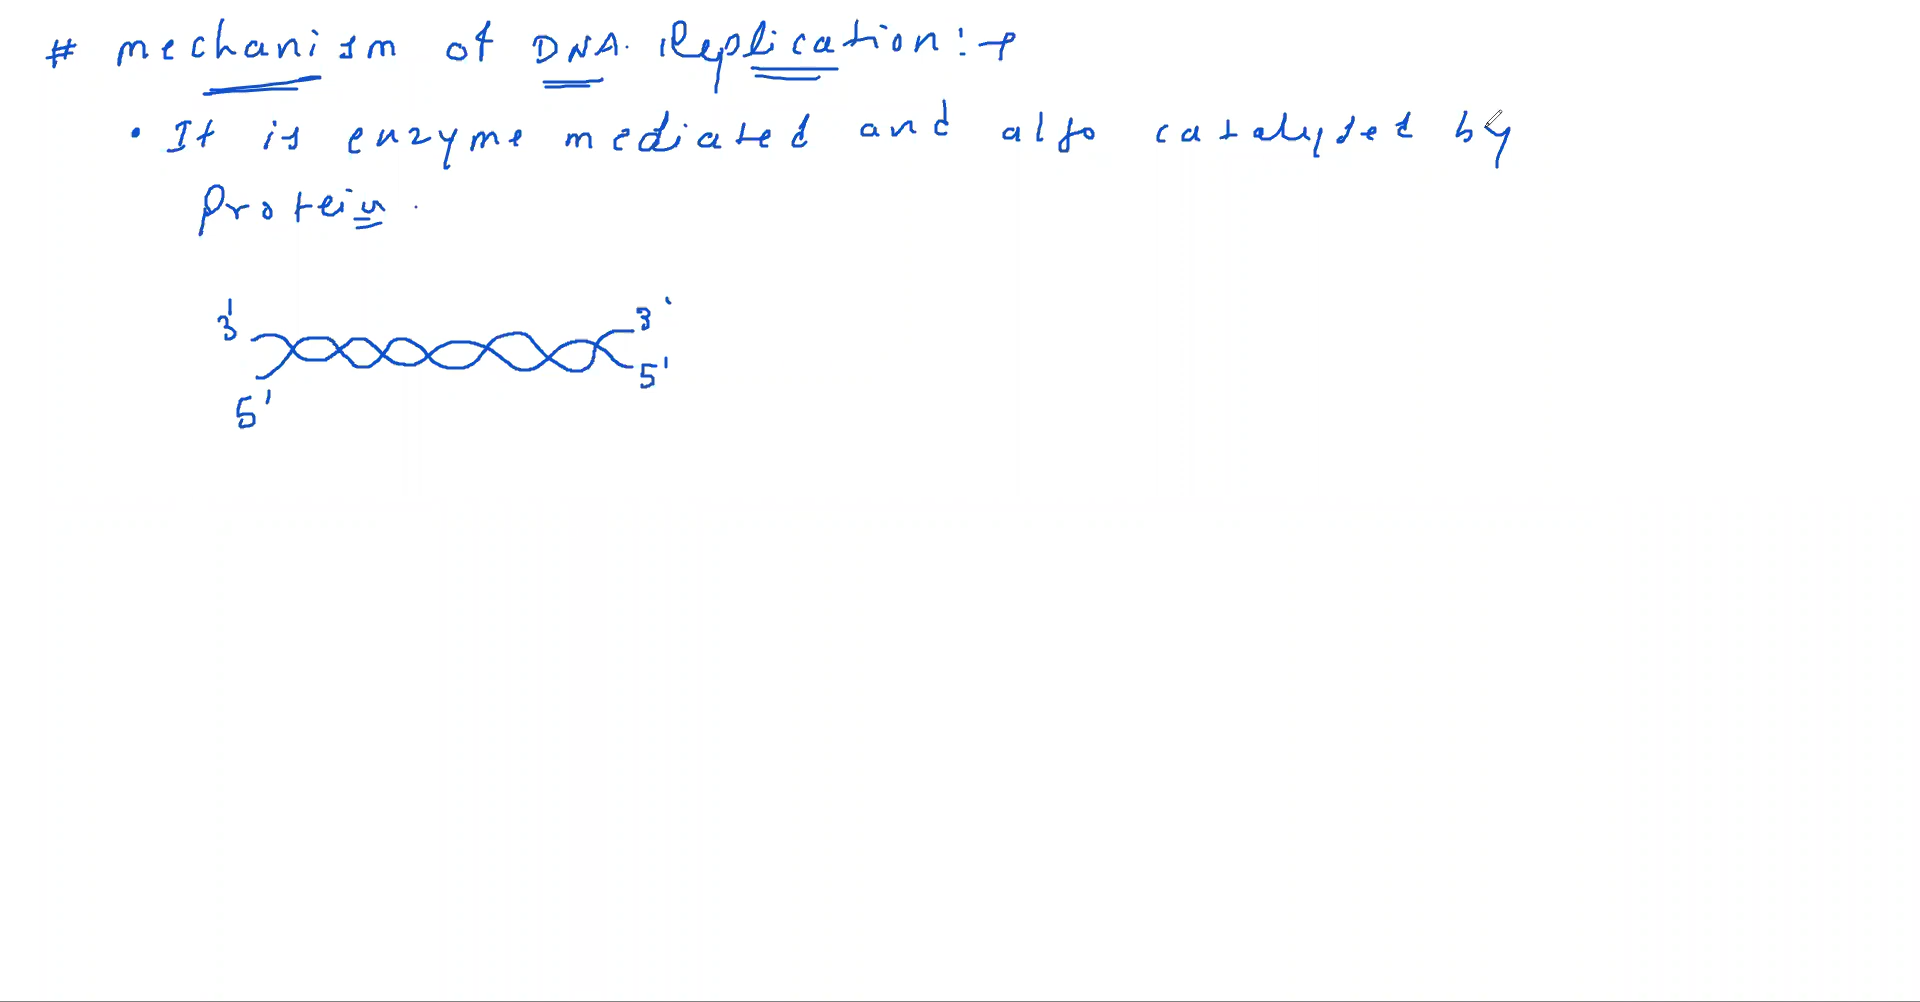 # mechanism of DNA Replication:→
• It is enzyme mediated and also catalysed by
Protein.
3' 3'
5' 5'